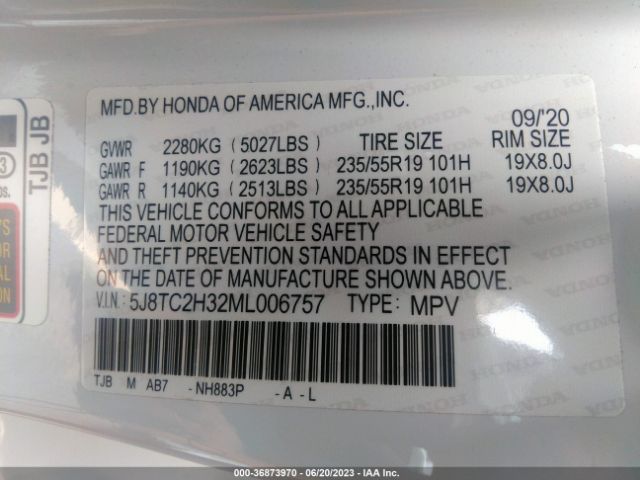 MFD.BY HONDA OF AMERICA MFG.,INC.
09/'20
GVWR 2280KG (5027LBS) TIRE SIZE RIM SIZE
GAWR F 1190KG (2623LBS) 235/55R19 101H 19X8.0J
GAWR R 1140KG (2513LBS) 235/55R19 101H 19X8.0J
THIS VEHICLE CONFORMS TO ALL APPLICABLE
FEDERAL MOTOR VEHICLE SAFETY
AND THEFT PREVENTION STANDARDS IN EFFECT
ON THE DATE OF MANUFACTURE SHOWN ABOVE.
V.I.N: 5J8TC2H32ML006757 TYPE: MPV
TJB M AB7 -NH883P -A-L
TJB JB
000-36873970 - 06/20/2023 - IAA Inc.